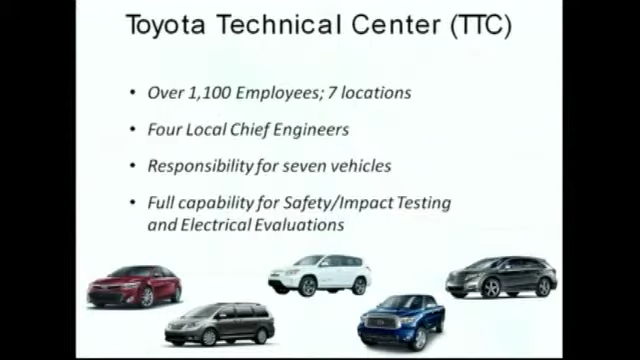 Toyota Technical Center (TTC)
• Over 1,100 Employees; 7 locations
• Four Local Chief Engineers
• Responsibility for seven vehicles
• Full capability for Safety/Impact Testing
and Electrical Evaluations